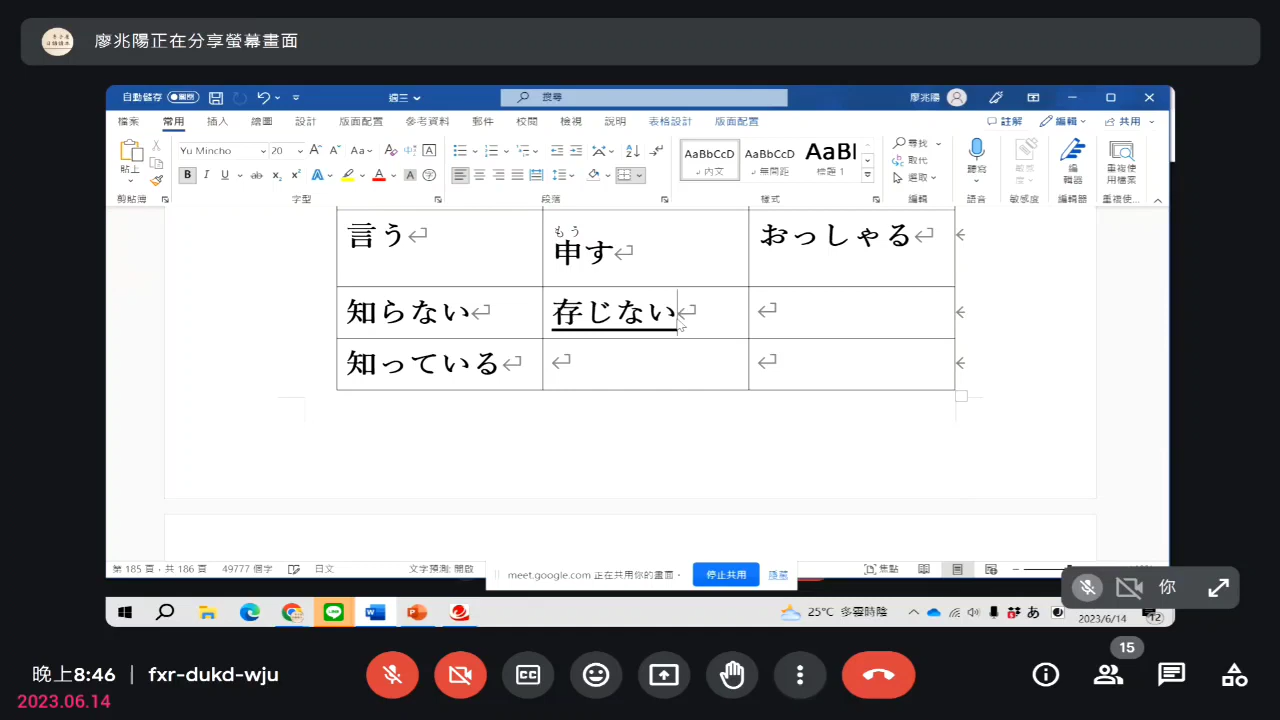 廖兆陽正在分享螢幕畫面
自動儲存
週三
搜尋
廖兆陽
檔案 常用 插入 繪圖 設計 版面配置 參考資料 郵件 校閱 檢視 說明 表格設計 版面配置 註解 編輯 共用
貼上
Yu Mincho 20
AaBbCcD AaBbCcD AaBl
內文 無間距 標題 1
尋找
取代
選取
聽寫
編輯器
重複使用檔案
剪貼簿 字型 段落 樣式 編輯 語音 敏感度 編輯器 重複使...
言う 申す おっしゃる
もう
知らない 存じない
知っている
第 185 頁,共 186 頁 49777 個字 日文 文字預測: 開啟 焦點
meet.google.com 正在共用你的畫面。 停止共用 隱藏
你
25°C 多雲時陰
あ
2023/6/14
12
15
晚上8:46 | fxr-dukd-wju
2023.06.14